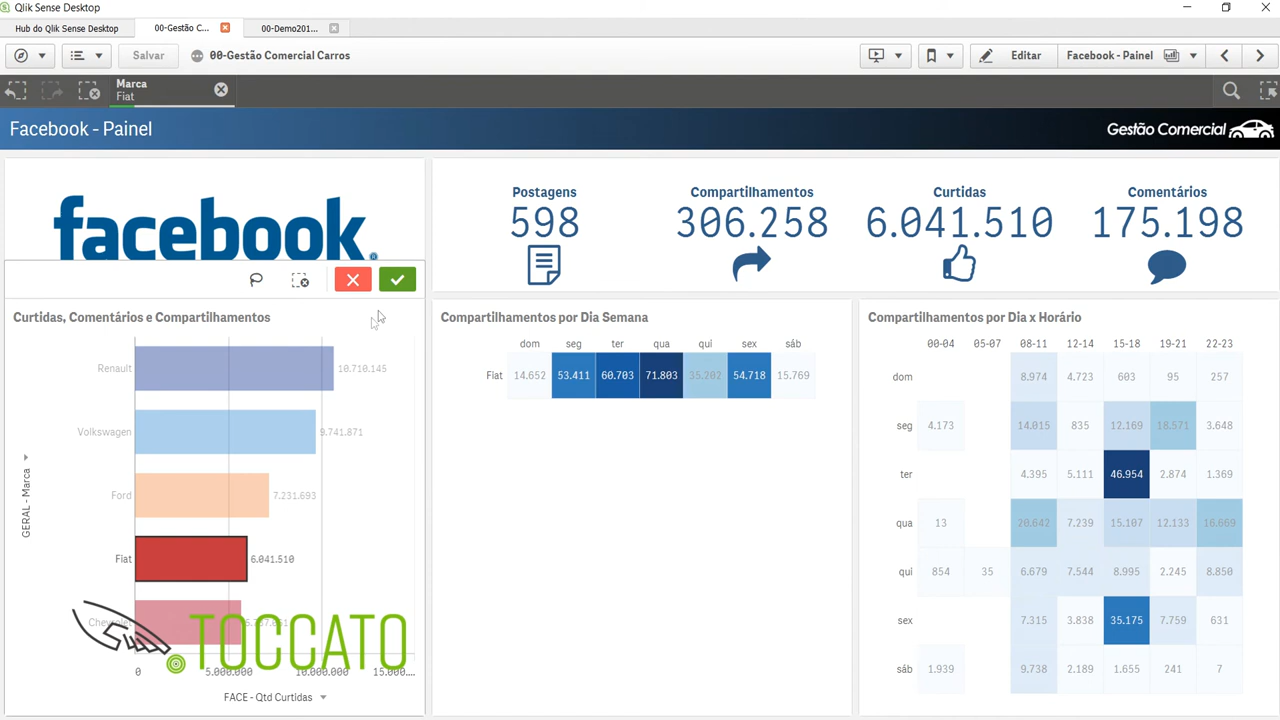 Qlik Sense Desktop
Hub do Qlik Sense Desktop
00-Gestão C...
00-Demo201...
Salvar
00-Gestão Comercial Carros
Editar
Facebook - Painel
Marca
Fiat
Facebook - Painel
Gestão Comercial
facebook
Postagens Compartilhamentos Curtidas Comentários
598 306.258 6.041.510 175.198
Curtidas, Comentários e Compartilhamentos
Renault 10.710.145
Volkswagen 9.741.871
Ford 7.231.693
Fiat 6.041.510
Chevrolet
GERAL - Marca
0 5.000.000 10.000.000 15.000....
FACE - Qtd Curtidas
TOCCATO
Compartilhamentos por Dia Semana
dom seg ter qua qui sex sáb
Fiat 14.652 53.411 60.703 71.803 35.202 54.718 15.769
Compartilhamentos por Dia x Horário
00-04 05-07 08-11 12-14 15-18 19-21 22-23
dom 8.974 4.723 603 95 257
seg 4.173 14.015 835 12.169 18.571 3.648
ter 4.395 5.111 46.954 2.874 1.369
qua 13 20.642 7.239 15.107 12.133 16.669
qui 854 35 6.679 7.544 8.995 2.245 8.850
sex 7.315 3.838 35.175 7.759 631
sáb 1.939 9.738 2.189 1.655 241 7